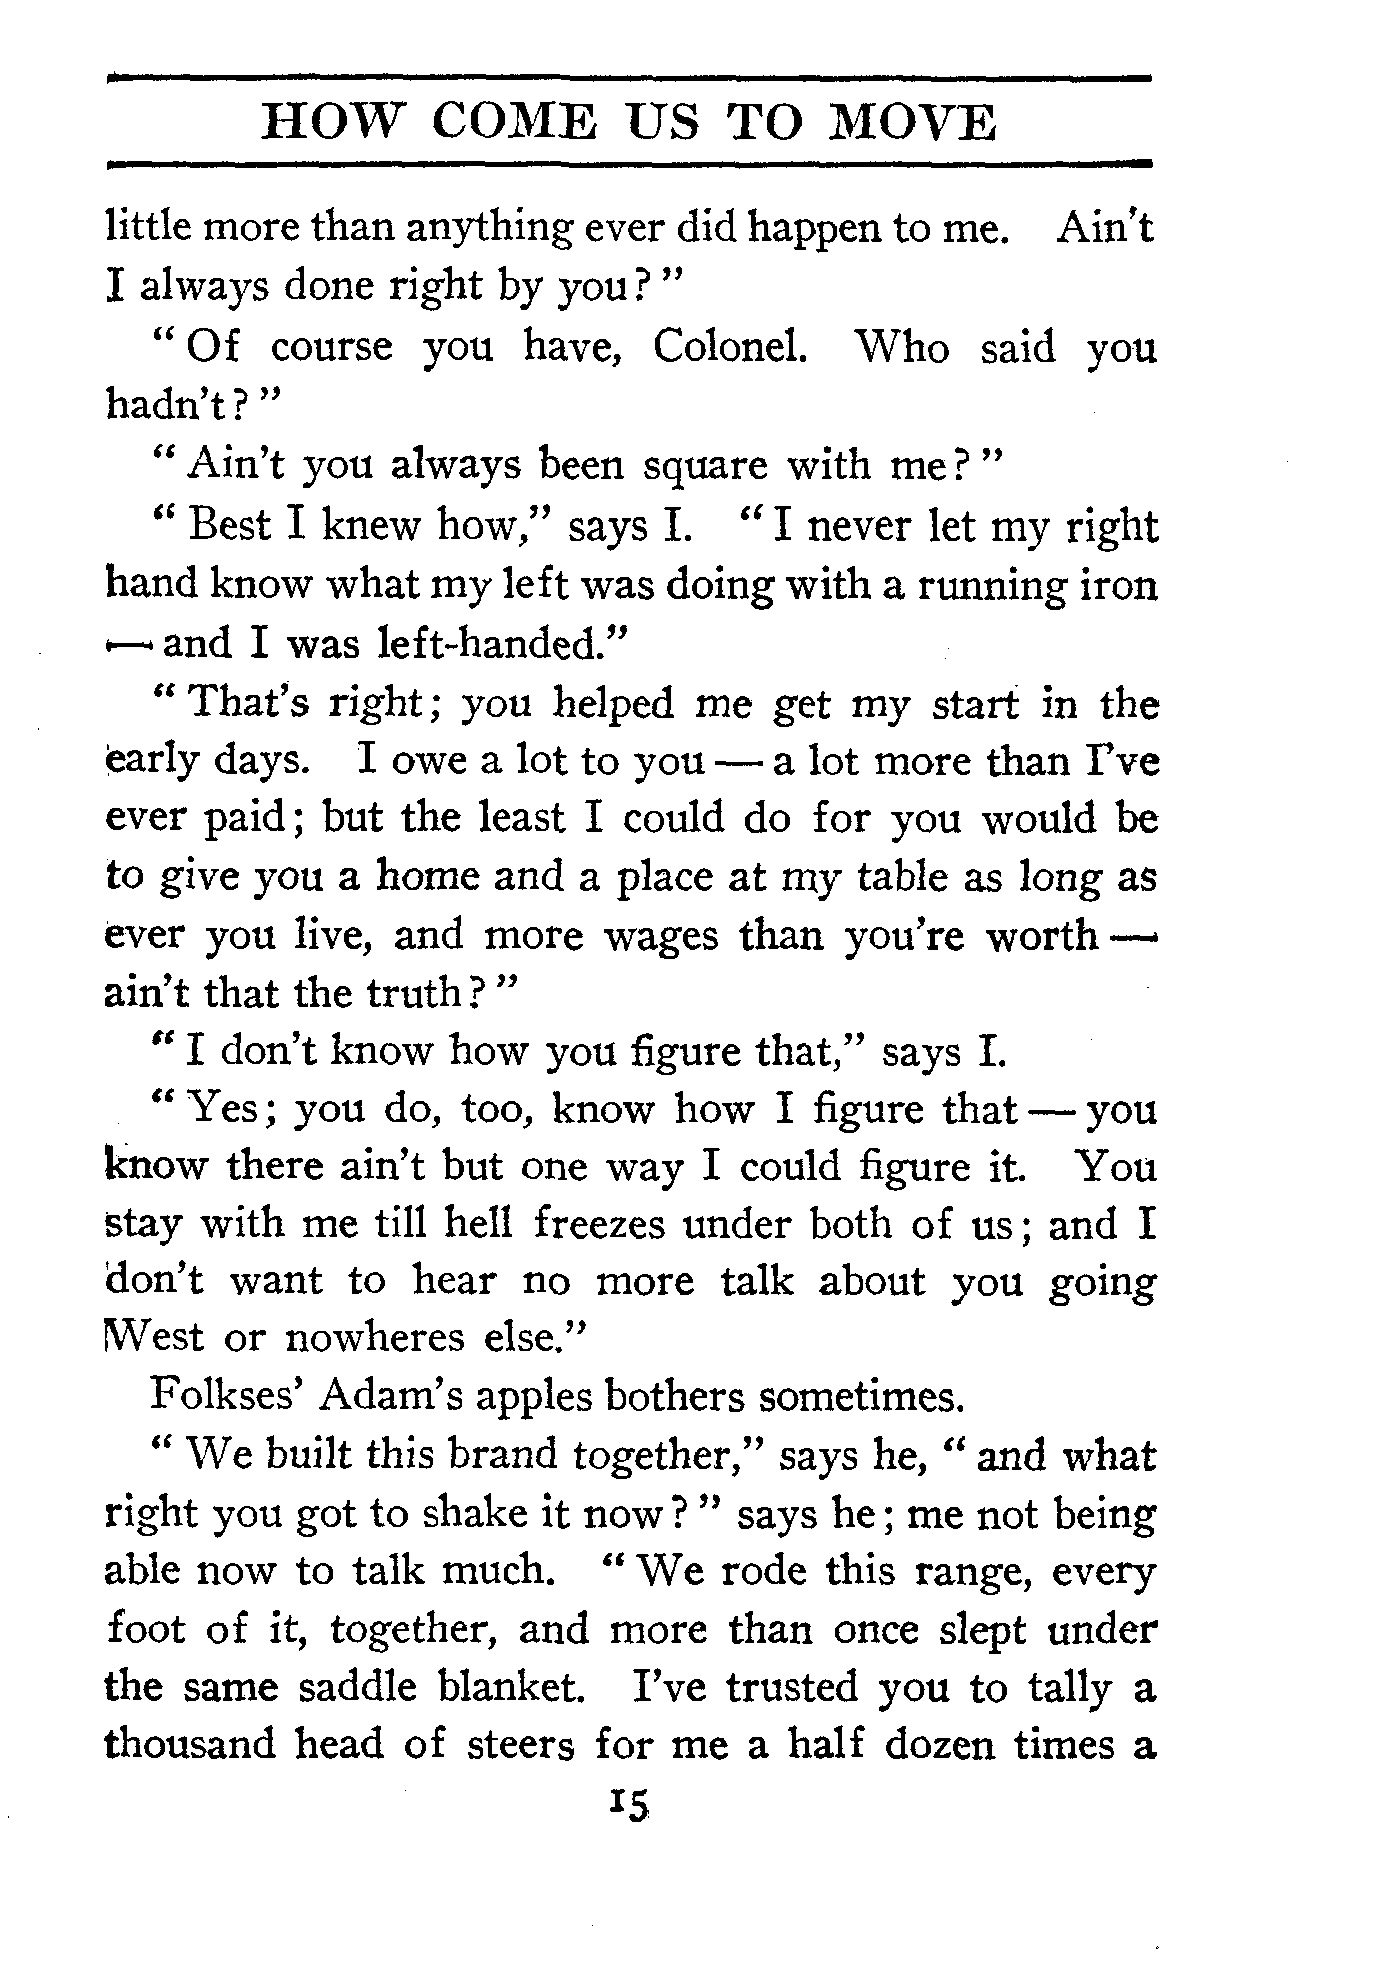 HOW COME US TO MOVE
little more than anything ever did happen to me. Ain't
I always done right by you?"
"Of course you have, Colonel. Who said you
hadn't?"
"Ain't you always been square with me?"
"Best I knew how," says I. "I never let my right
hand know what my left was doing with a running iron
— and I was left-handed."
"That's right; you helped me get my start in the
early days. I owe a lot to you — a lot more than I've
ever paid; but the least I could do for you would be
to give you a home and a place at my table as long as
ever you live, and more wages than you're worth —
ain't that the truth?"
"I don't know how you figure that," says I.
"Yes; you do, too, know how I figure that — you
know there ain't but one way I could figure it. You
stay with me till hell freezes under both of us; and I
don't want to hear no more talk about you going
West or nowheres else."
Folkses' Adam's apples bothers sometimes.
"We built this brand together," says he, "and what
right you got to shake it now?" says he; me not being
able now to talk much. "We rode this range, every
foot of it, together, and more than once slept under
the same saddle blanket. I've trusted you to tally a
thousand head of steers for me a half dozen times a
15